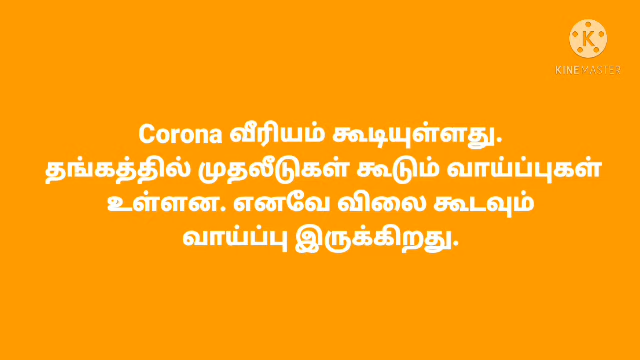 KINEMASTER
Corona வீரியம் கூடியுள்ளது.
தங்கத்தில் முதலீடுகள் கூடும் வாய்ப்புகள்
உள்ளன. எனவே விலை கூடவும்
வாய்ப்பு இருக்கிறது.